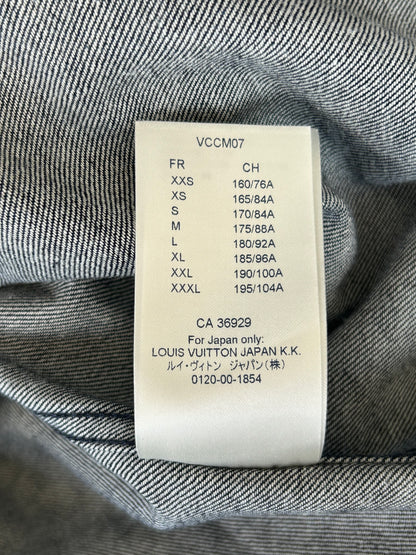 VCCM07
FR CH
XXS 160/76A
XS 165/84A
S 170/84A
M 175/88A
L 180/92A
XL 185/96A
XXL 190/100A
XXXL 195/104A
CA 36929
For Japan only:
LOUIS VUITTON JAPAN K.K.
ルイ・ヴィトン ジャパン(株)
0120-00-1854